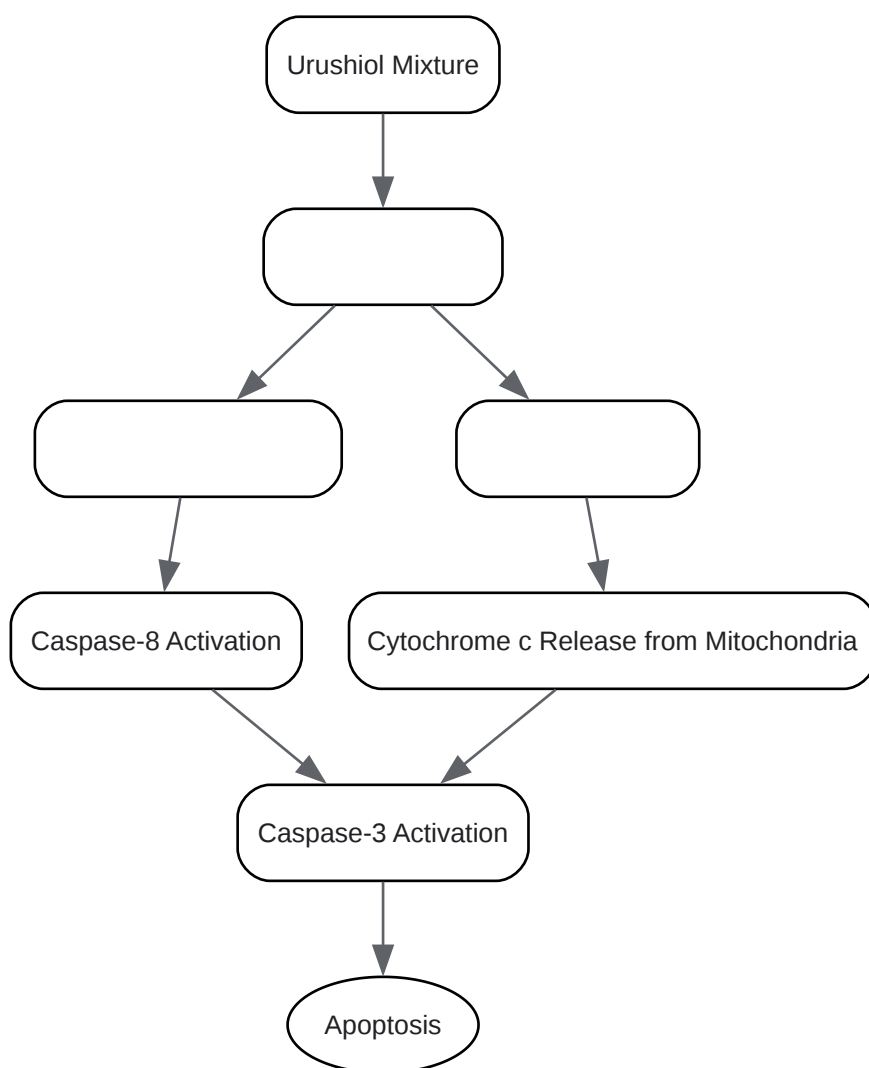 Urushiol Mixture
Caspase-8 Activation
Cytochrome c Release from Mitochondria
Caspase-3 Activation
Apoptosis